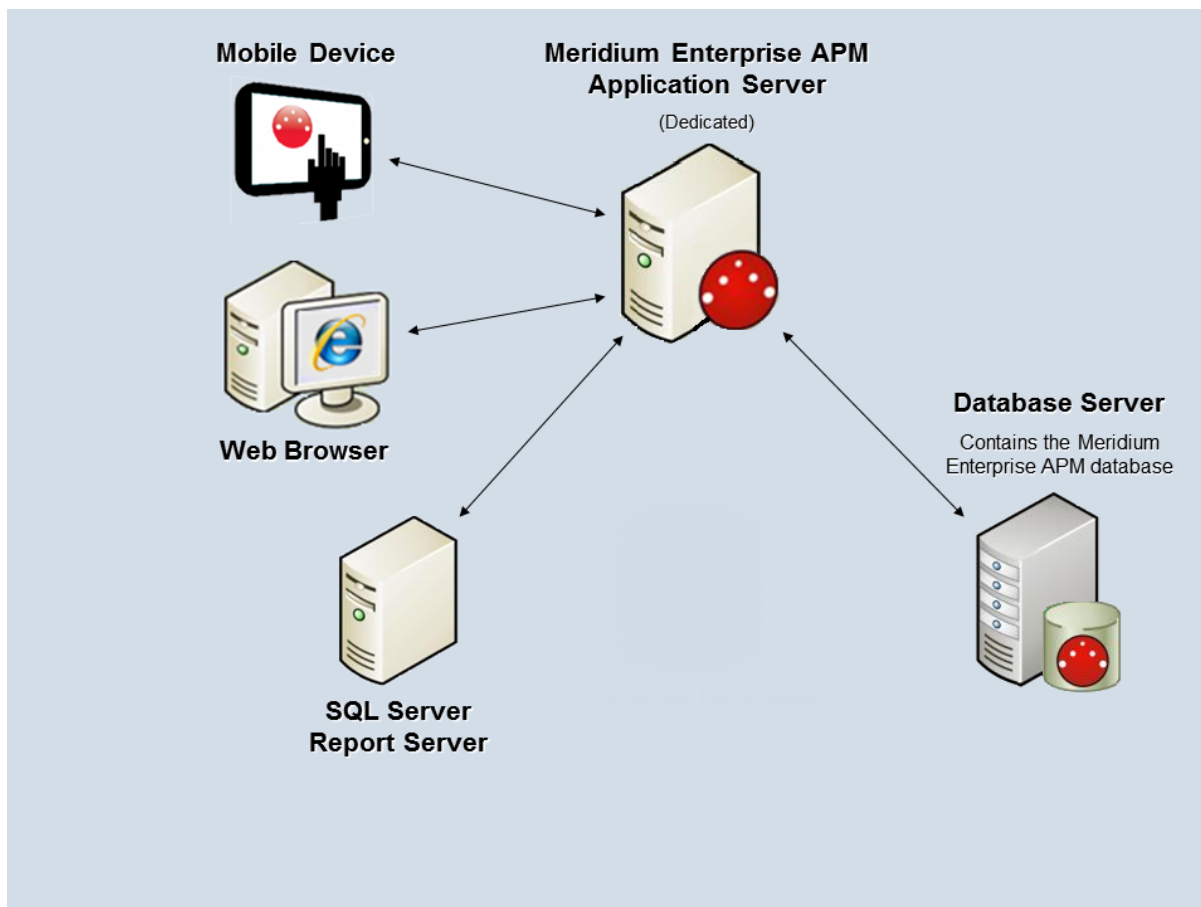 Mobile Device
Meridium Enterprise APM
Application Server
(Dedicated)
Web Browser
Database Server
Contains the Meridium
Enterprise APM database
SQL Server
Report Server